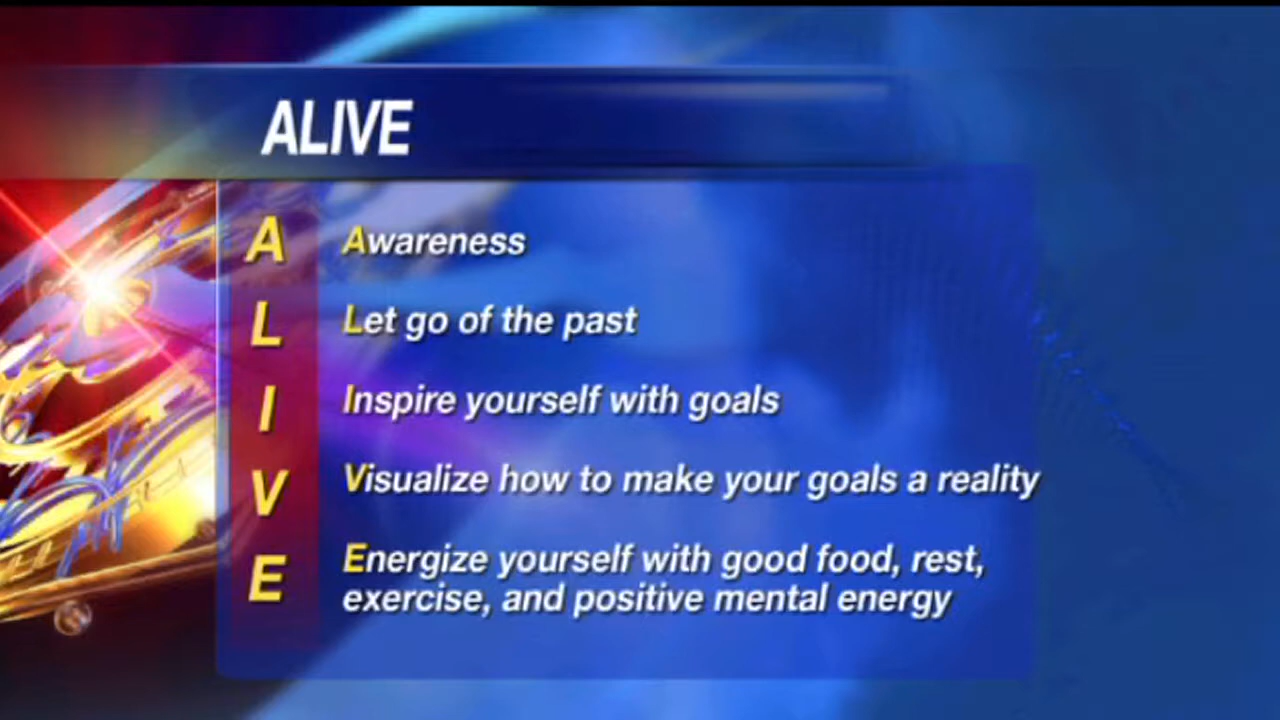 ALIVE
A Awareness
L Let go of the past
I Inspire yourself with goals
V Visualize how to make your goals a reality
E Energize yourself with good food, rest,
exercise, and positive mental energy